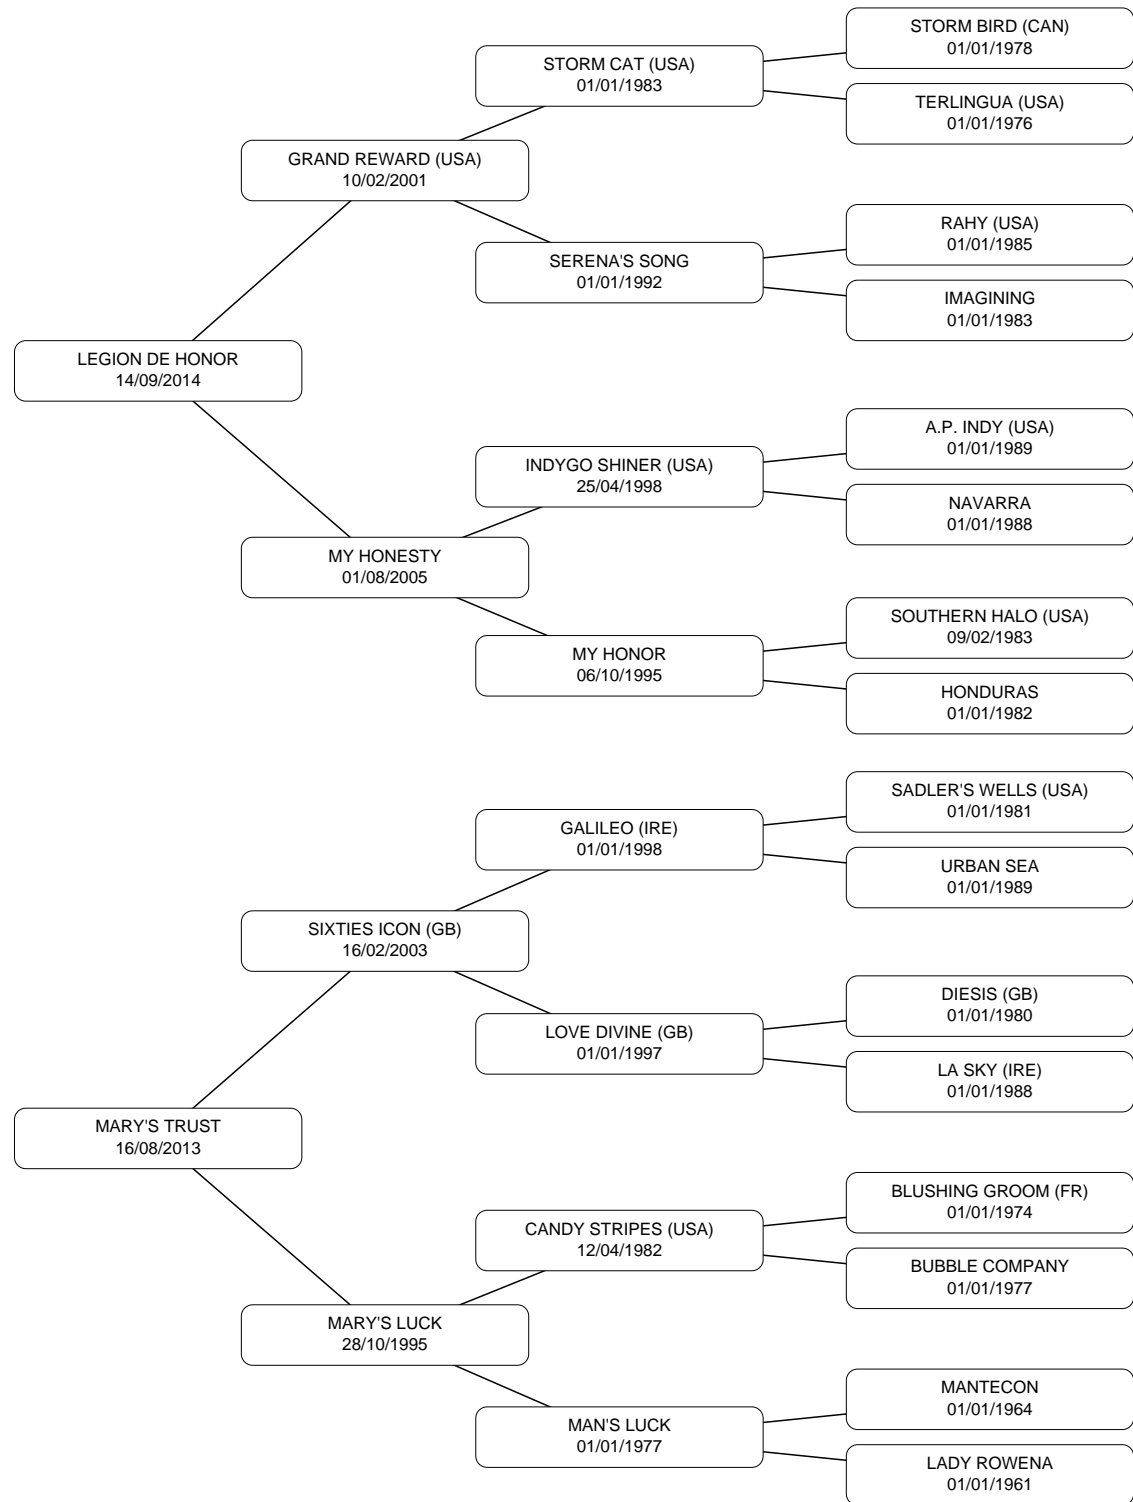 STORM BIRD (CAN)
01/01/1978
STORM CAT (USA)
01/01/1983
TERLINGUA (USA)
01/01/1976
GRAND REWARD (USA)
10/02/2001
RAHY (USA)
01/01/1985
SERENA'S SONG
01/01/1992
IMAGINING
01/01/1983
LEGION DE HONOR
14/09/2014
A.P. INDY (USA)
01/01/1989
INDYGO SHINER (USA)
25/04/1998
NAVARRA
01/01/1988
MY HONESTY
01/08/2005
SOUTHERN HALO (USA)
09/02/1983
MY HONOR
06/10/1995
HONDURAS
01/01/1982
SADLER'S WELLS (USA)
01/01/1981
GALILEO (IRE)
01/01/1998
URBAN SEA
01/01/1989
SIXTIES ICON (GB)
16/02/2003
DIESIS (GB)
01/01/1980
LOVE DIVINE (GB)
01/01/1997
LA SKY (IRE)
01/01/1988
MARY'S TRUST
16/08/2013
BLUSHING GROOM (FR)
01/01/1974
CANDY STRIPES (USA)
12/04/1982
BUBBLE COMPANY
01/01/1977
MARY'S LUCK
28/10/1995
MANTECON
01/01/1964
MAN'S LUCK
01/01/1977
LADY ROWENA
01/01/1961